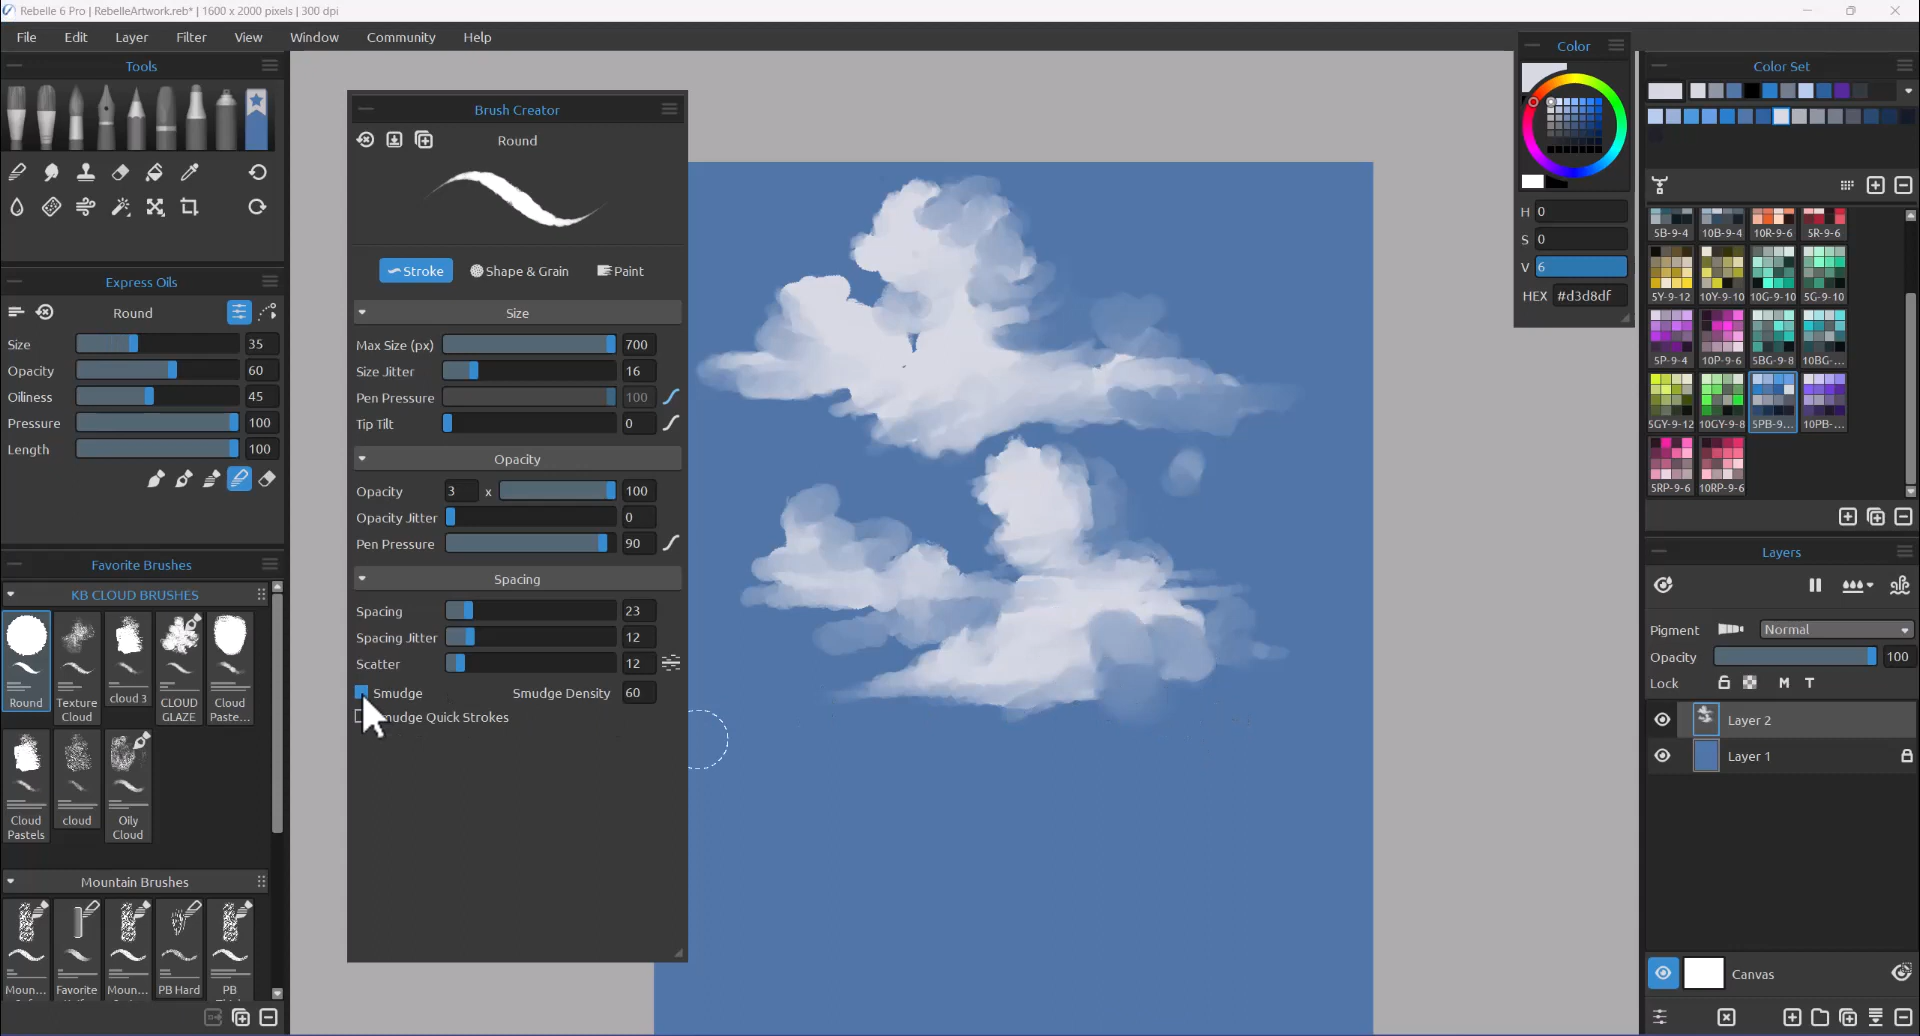 Rebelle 6 Pro | RebelleArtwork.reb* | 1600 x 2000 pixels | 300 dpi
File Edit Layer Filter View Window Community Help
Tools
Express Oils
Round
Size 35
Opacity 60
Oiliness 45
Pressure 100
Length 100
Favorite Brushes
KB CLOUD BRUSHES
Round Texture Cloud cloud 3 CLOUD GLAZE Cloud Paste...
Cloud Pastels cloud Oily Cloud
Mountain Brushes
Moun... Favorite Moun... PB Hard PB
Brush Creator
Round
Stroke Shape & Grain Paint
Size
Max Size (px) 700
Size Jitter 16
Pen Pressure 100
Tip Tilt 0
Opacity
Opacity 3 x 100
Opacity Jitter 0
Pen Pressure 90
Spacing
Spacing 23
Spacing Jitter 12
Scatter 12
Smudge Smudge Density 60
Smudge Quick Strokes
Color
H 0
S 0
V 6
HEX #d3d8df
Color Set
5B-9-4 10B-9-4 10R-9-6 5R-9-6
5Y-9-12 10Y-9-10 10G-9-10 5G-9-10
5P-9-4 10P-9-6 5BG-9-8 10BG-...
5GY-9-12 10GY-9-8 5PB-9... 10PB-...
5RP-9-6 10RP-9-6
Layers
Pigment Normal
Opacity 100
Lock M T
Layer 2
Layer 1
Canvas